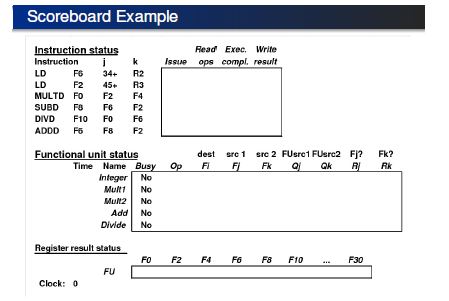 Scoreboard Example
Instruction status Read Exec. Write
Instruction j k Issue ops compl. result
LD F6 34+ R2
LD F2 45+ R3
MULTD F0 F2 F4
SUBD F8 F6 F2
DIVD F10 F0 F6
ADDD F6 F8 F2
Functional unit status dest src 1 src 2 FUsrc1 FUsrc2 Fj? Fk?
Time Name Busy Op Fi Fj Fk Qj Qk Rj Rk
Integer No
Mult1 No
Mult2 No
Add No
Divide No
Register result status
F0 F2 F4 F6 F8 F10 ... F30
FU
Clock: 0